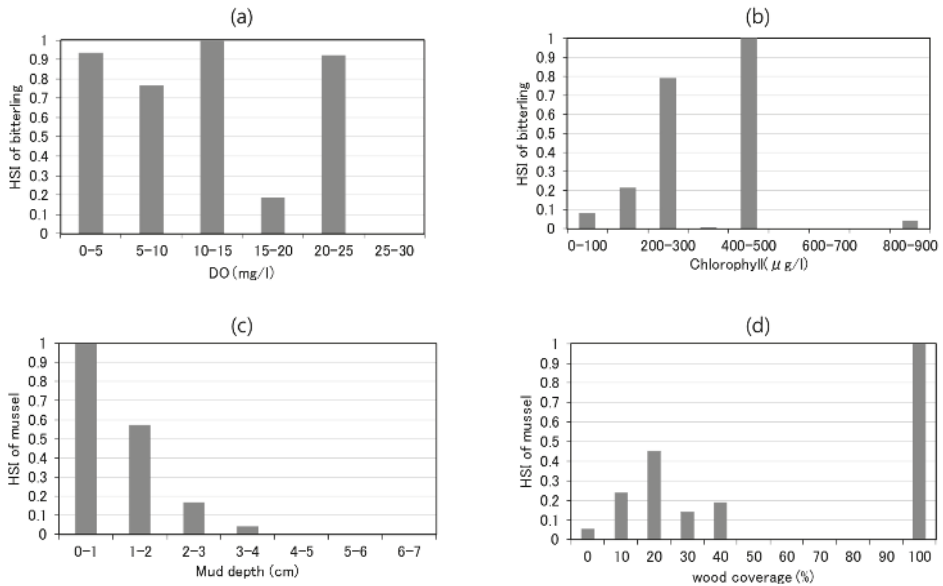 (a)
1
0.9
0.8
0.7
0.6
0.5
0.4
0.3
0.2
0.1
0
HSI of bitterling
0-5 5-10 10-15 15-20 20-25 25-30
DO (mg/l)
(b)
1
0.9
0.8
0.7
0.6
0.5
0.4
0.3
0.2
0.1
0
HSI of bitterling
0-100 200-300 400-500 600-700 800-900
Chlorophyll( μ g/l)
(c)
1
0.9
0.8
0.7
0.6
0.5
0.4
0.3
0.2
0.1
0
HSI of mussel
0-1 1-2 2-3 3-4 4-5 5-6 6-7
Mud depth (cm)
(d)
1
0.9
0.8
0.7
0.6
0.5
0.4
0.3
0.2
0.1
0
HSI of mussel
0 10 20 30 40 50 60 70 80 90 100
wood coverage (%)